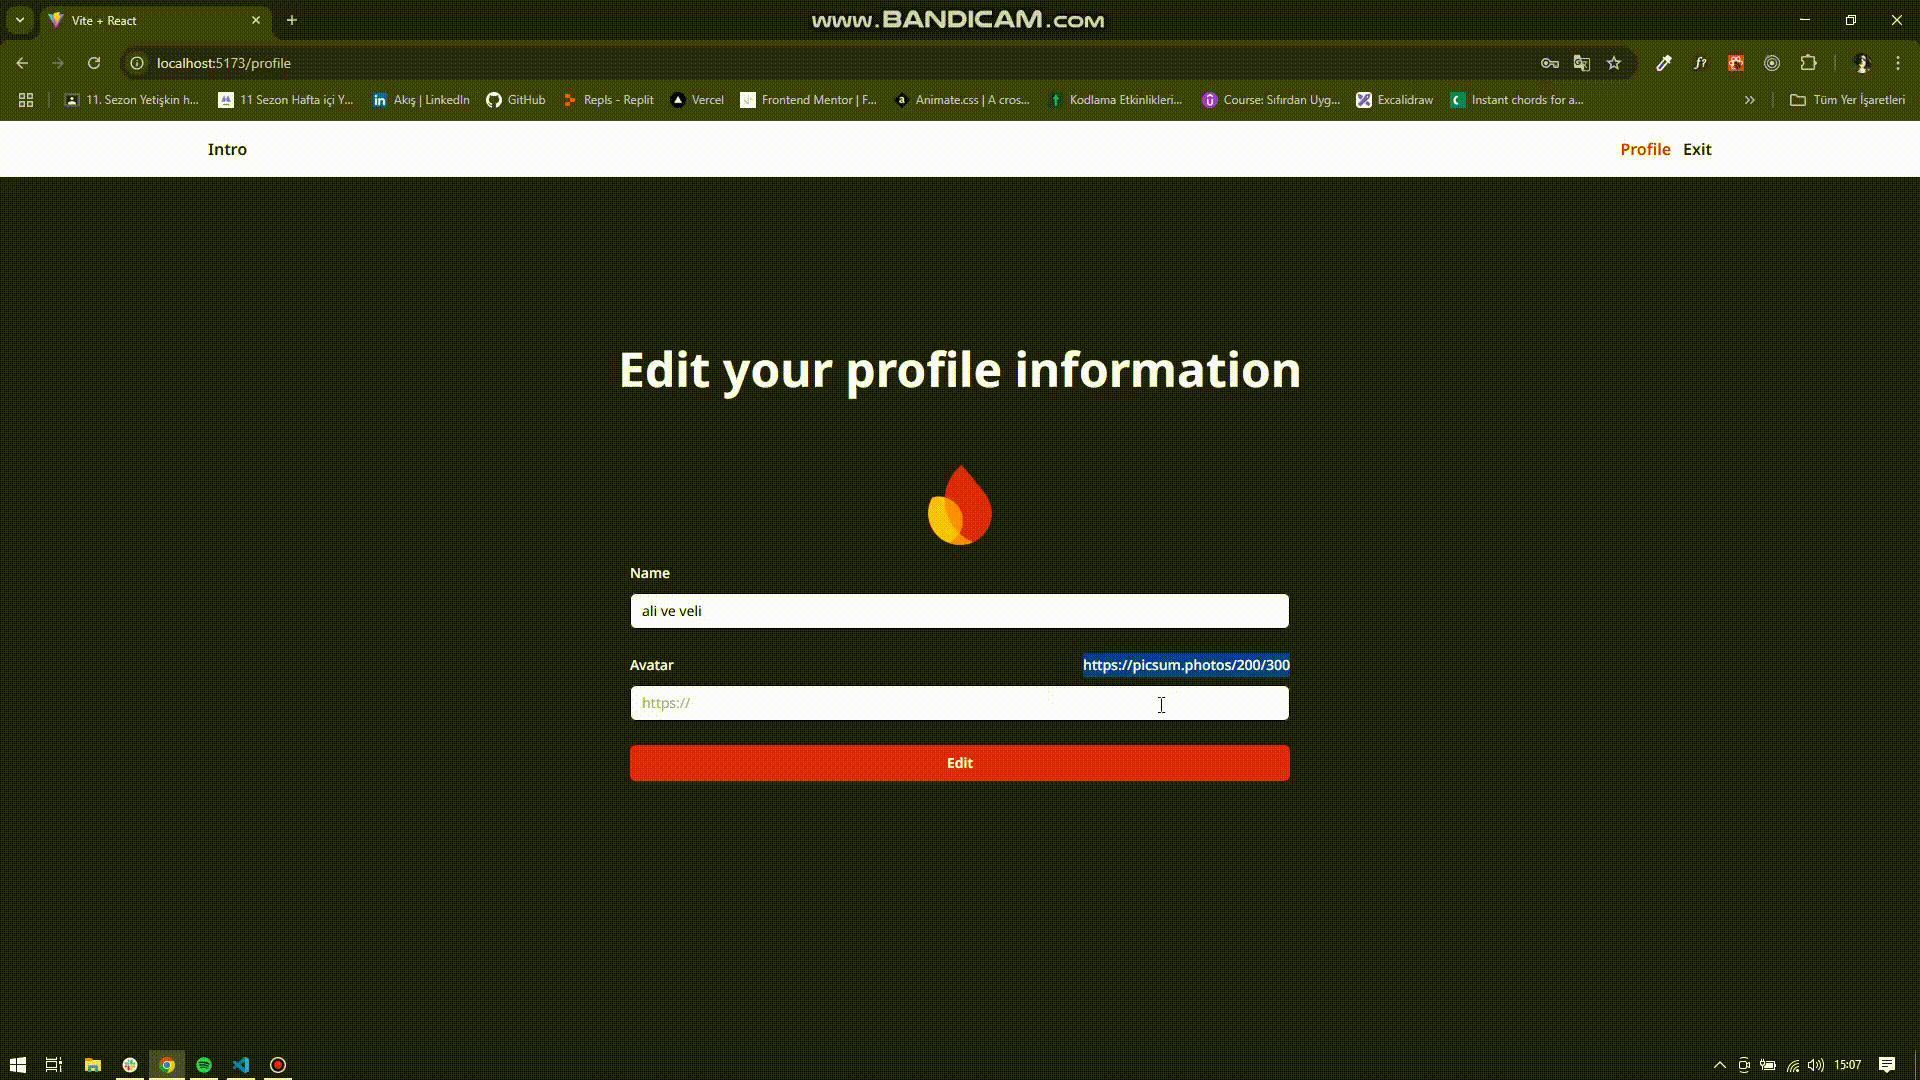 Vite + React
www.BANDICAM.com
localhost:5173/profile
11. Sezon Yetişkin h...
11 Sezon Hafta içi Y...
Akış | LinkedIn
GitHub
Repls - Replit
Vercel
Frontend Mentor | F...
Animate.css | A cros...
Kodlama Etkinlikleri...
Course: Sıfırdan Uyg...
Excalidraw
Instant chords for a...
Tüm Yer İşaretleri
Intro
Profile Exit
Edit your profile information
Name
ali ve veli
Avatar
https://picsum.photos/200/300
https://
Edit
15:07